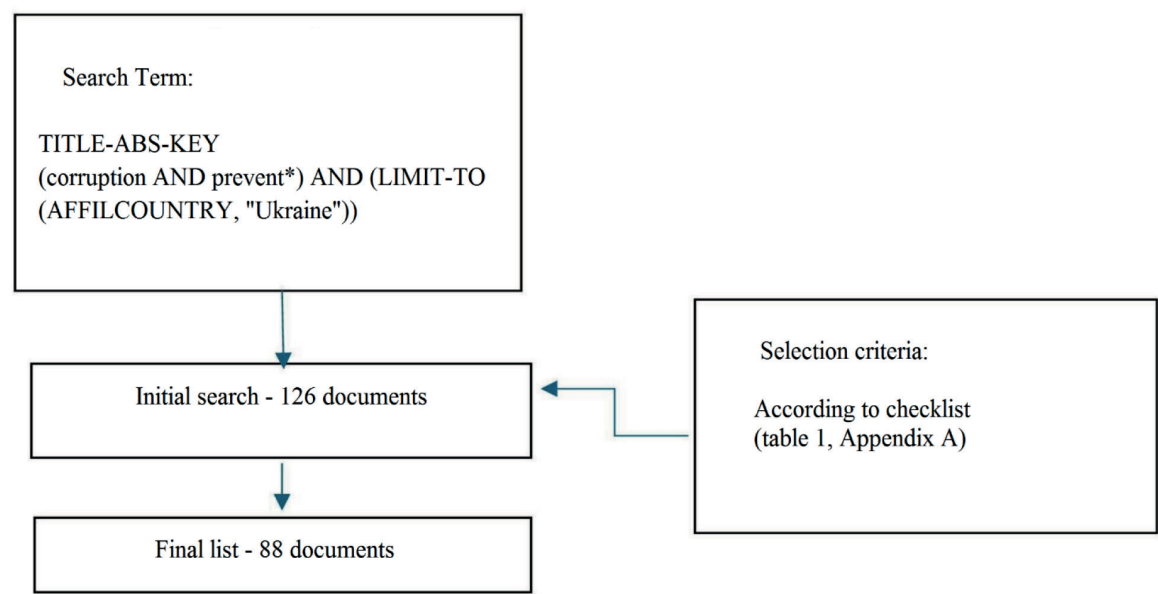 Search Term:
TITLE-ABS-KEY
(corruption AND prevent*) AND (LIMIT-TO
(AFFILCOUNTRY, "Ukraine"))
Initial search - 126 documents
Selection criteria:
According to checklist
(table 1, Appendix A)
Final list - 88 documents